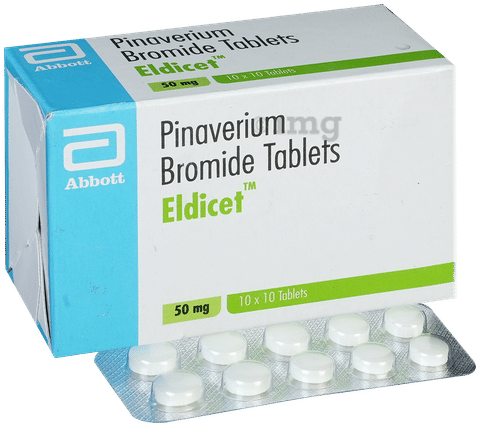 Pinaverium
Bromide Tablets
Eldicet™
50 mg
10 x 10 Tablets
Abbott
Pinaverium
Bromide Tablets
Eldicet™
50 mg
10 x 10 Tablets
Abbott